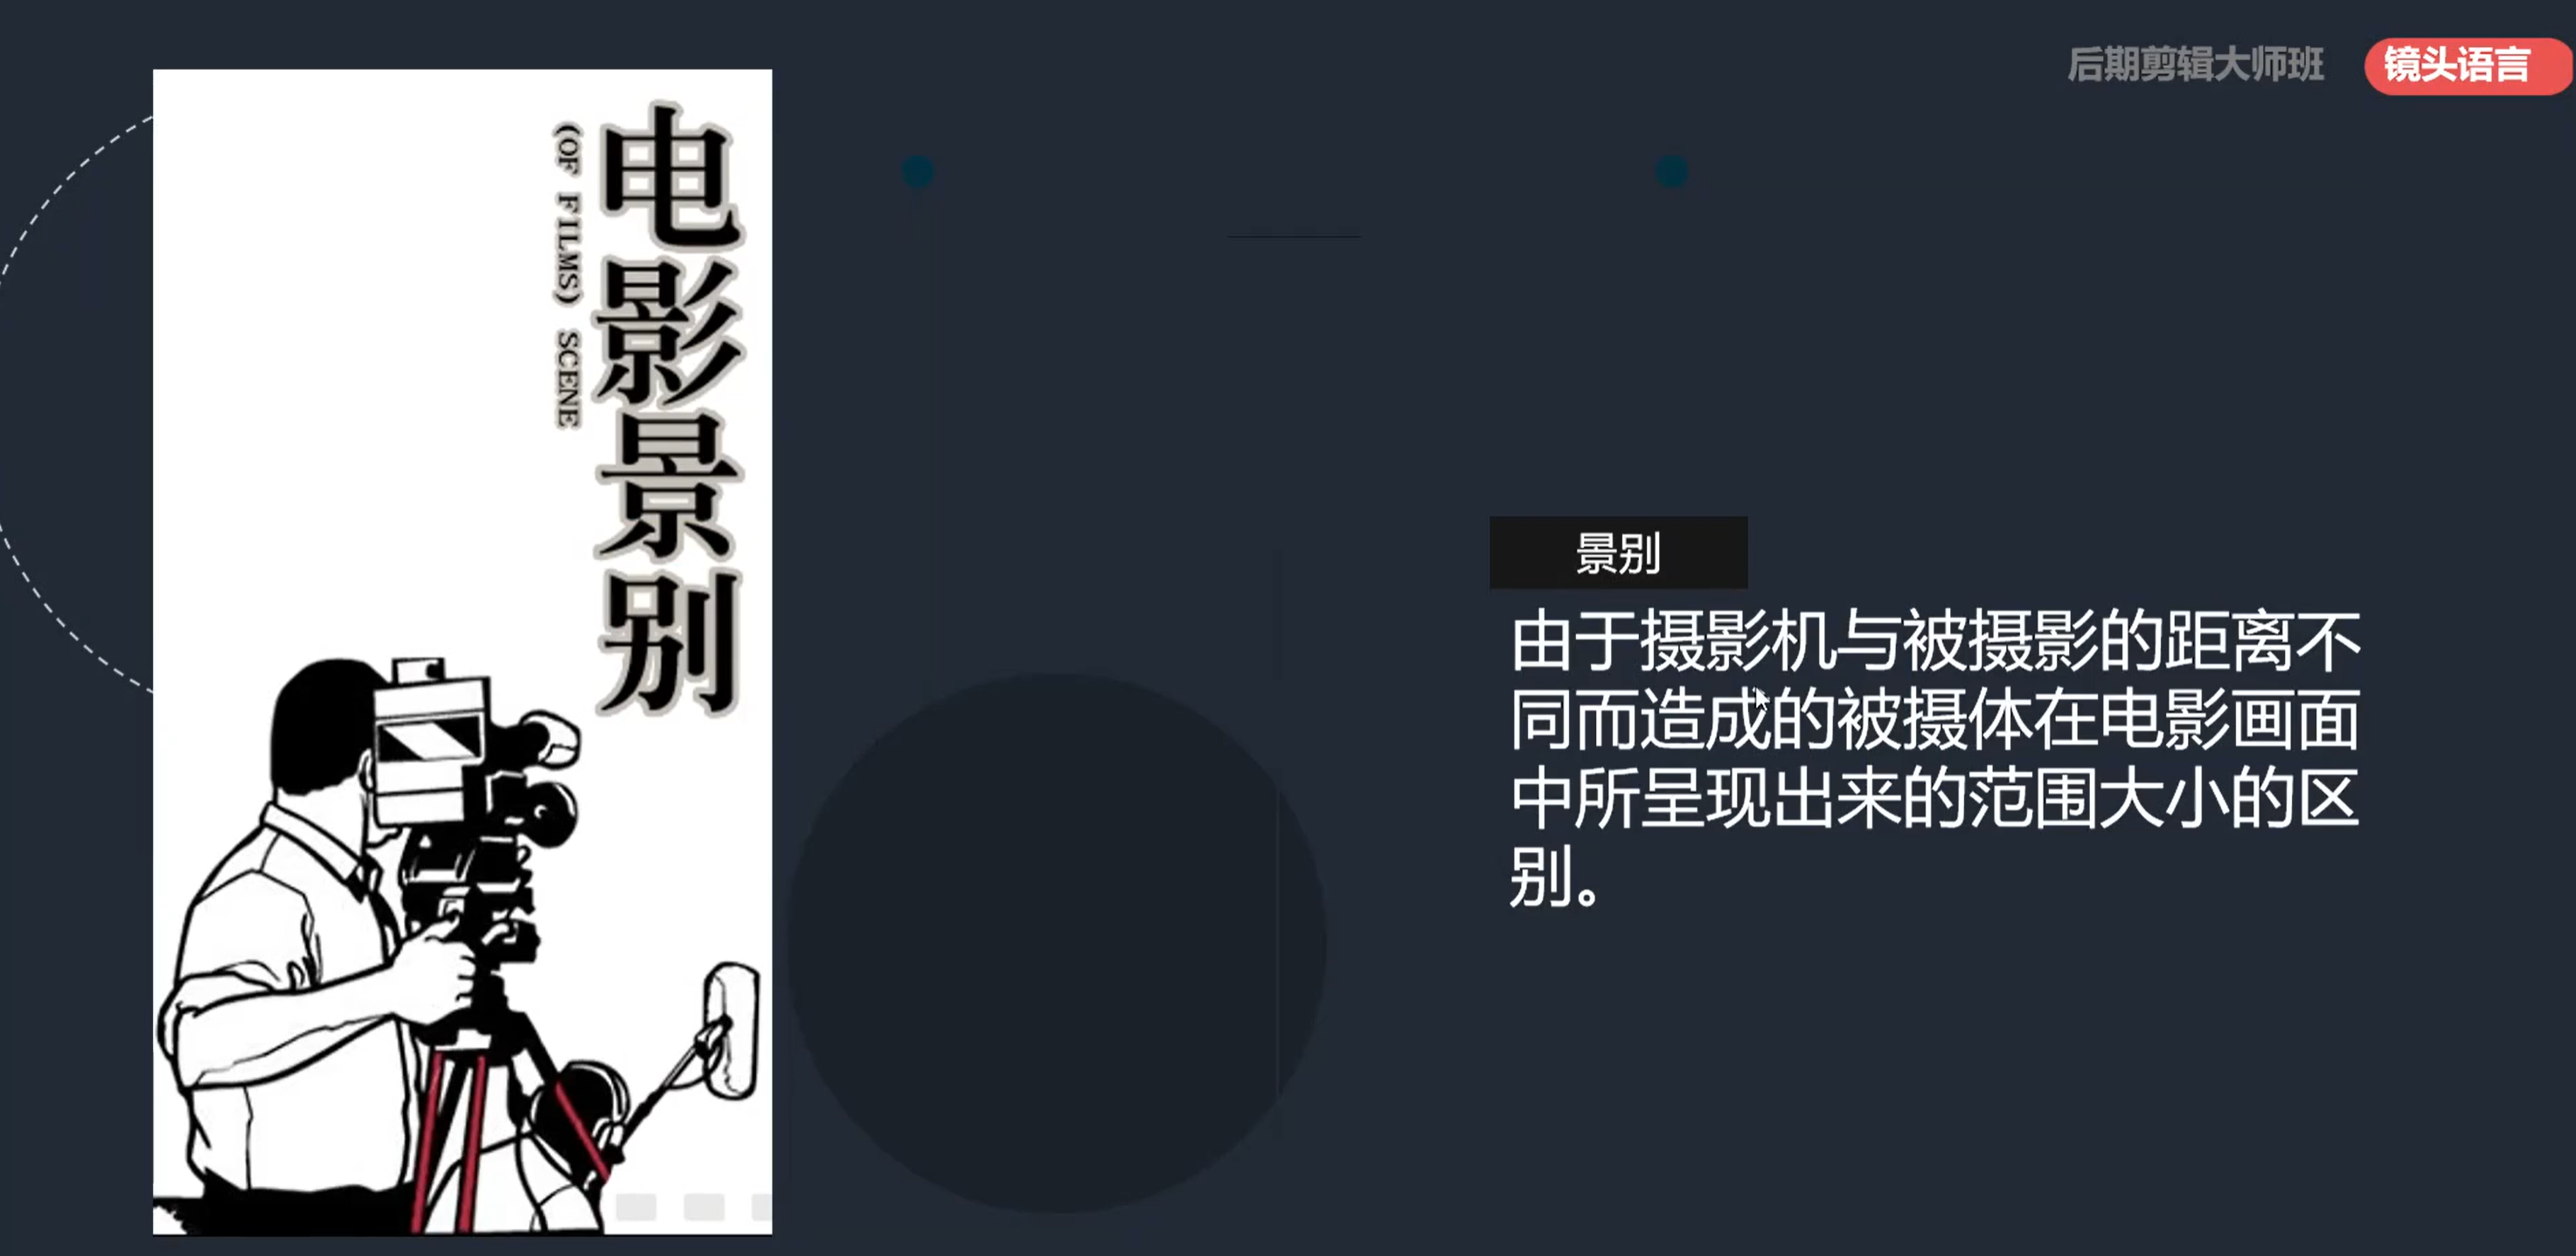 后期剪辑大师班
镜头语言
电影景别
(OF FILMS) SCENE
景别
由于摄影机与被摄影的距离不
同而造成的被摄体在电影画面
中所呈现出来的范围大小的区
别。